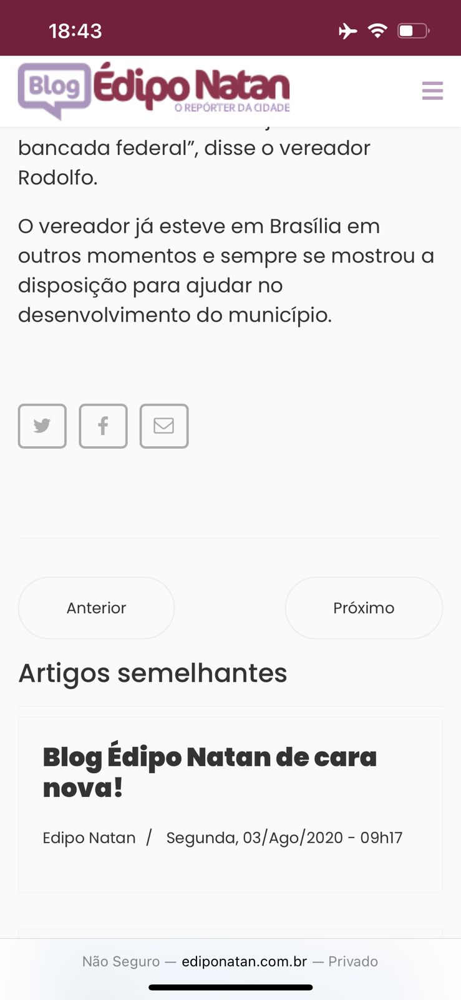 18:43
Blog Édipo Natan
O REPÓRTER DA CIDADE
bancada federal”, disse o vereador
Rodolfo.
O vereador já esteve em Brasília em
outros momentos e sempre se mostrou a
disposição para ajudar no
desenvolvimento do município.
Anterior
Próximo
Artigos semelhantes
Blog Édipo Natan de cara
nova!
Edipo Natan / Segunda, 03/Ago/2020 - 09h17
Não Seguro — ediponatan.com.br — Privado